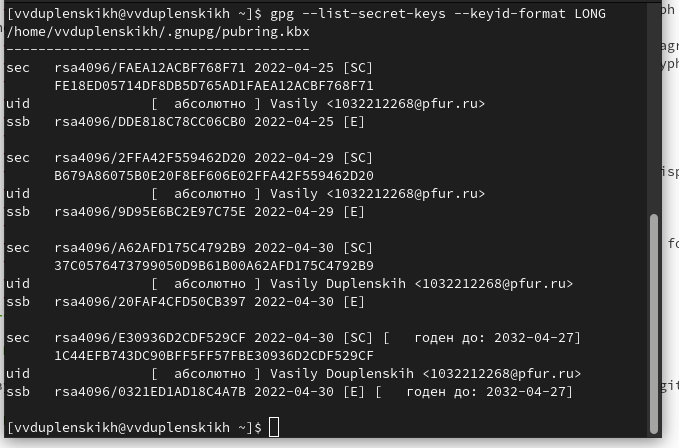 [vvduplenskikh@vvduplenskikh ~]$ gpg --list-secret-keys --keyid-format LONG
/home/vvduplenskikh/.gnupg/pubring.kbx
--------------------------------------
sec   rsa4096/FAEA12ACBF768F71 2022-04-25 [SC]
      FE18ED05714DF8DB5D765AD1FAEA12ACBF768F71
uid               [  абсолютно ] Vasily <1032212268@pfur.ru>
ssb   rsa4096/DDE818C78CC06CB0 2022-04-25 [E]

sec   rsa4096/2FFA42F559462D20 2022-04-29 [SC]
      B679A86075B0E20F8EF606E02FFA42F559462D20
uid               [  абсолютно ] Vasily <1032212268@pfur.ru>
ssb   rsa4096/9D95E6BC2E97C75E 2022-04-29 [E]

sec   rsa4096/A62AFD175C4792B9 2022-04-30 [SC]
      37C0576473799050D9B61B00A62AFD175C4792B9
uid               [  абсолютно ] Vasily Duplenskih <1032212268@pfur.ru>
ssb   rsa4096/20FAF4CFD50CB397 2022-04-30 [E]

sec   rsa4096/E30936D2CDF529CF 2022-04-30 [SC] [   годен до: 2032-04-27]
      1C44EFB743DC90BFF5FF57FBE30936D2CDF529CF
uid               [  абсолютно ] Vasily Douplenskih <1032212268@pfur.ru>
ssb   rsa4096/0321ED1AD18C4A7B 2022-04-30 [E] [   годен до: 2032-04-27]

[vvduplenskikh@vvduplenskikh ~]$